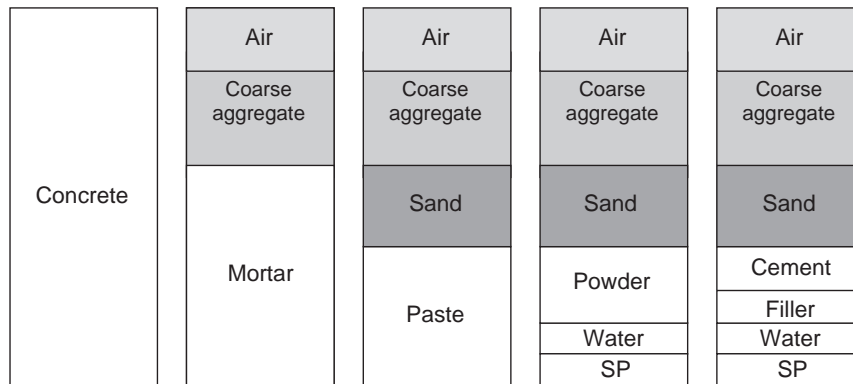 Concrete
Air
Coarse
aggregate
Mortar
Air
Coarse
aggregate
Sand
Paste
Air
Coarse
aggregate
Sand
Powder
Water
SP
Air
Coarse
aggregate
Sand
Cement
Filler
Water
SP